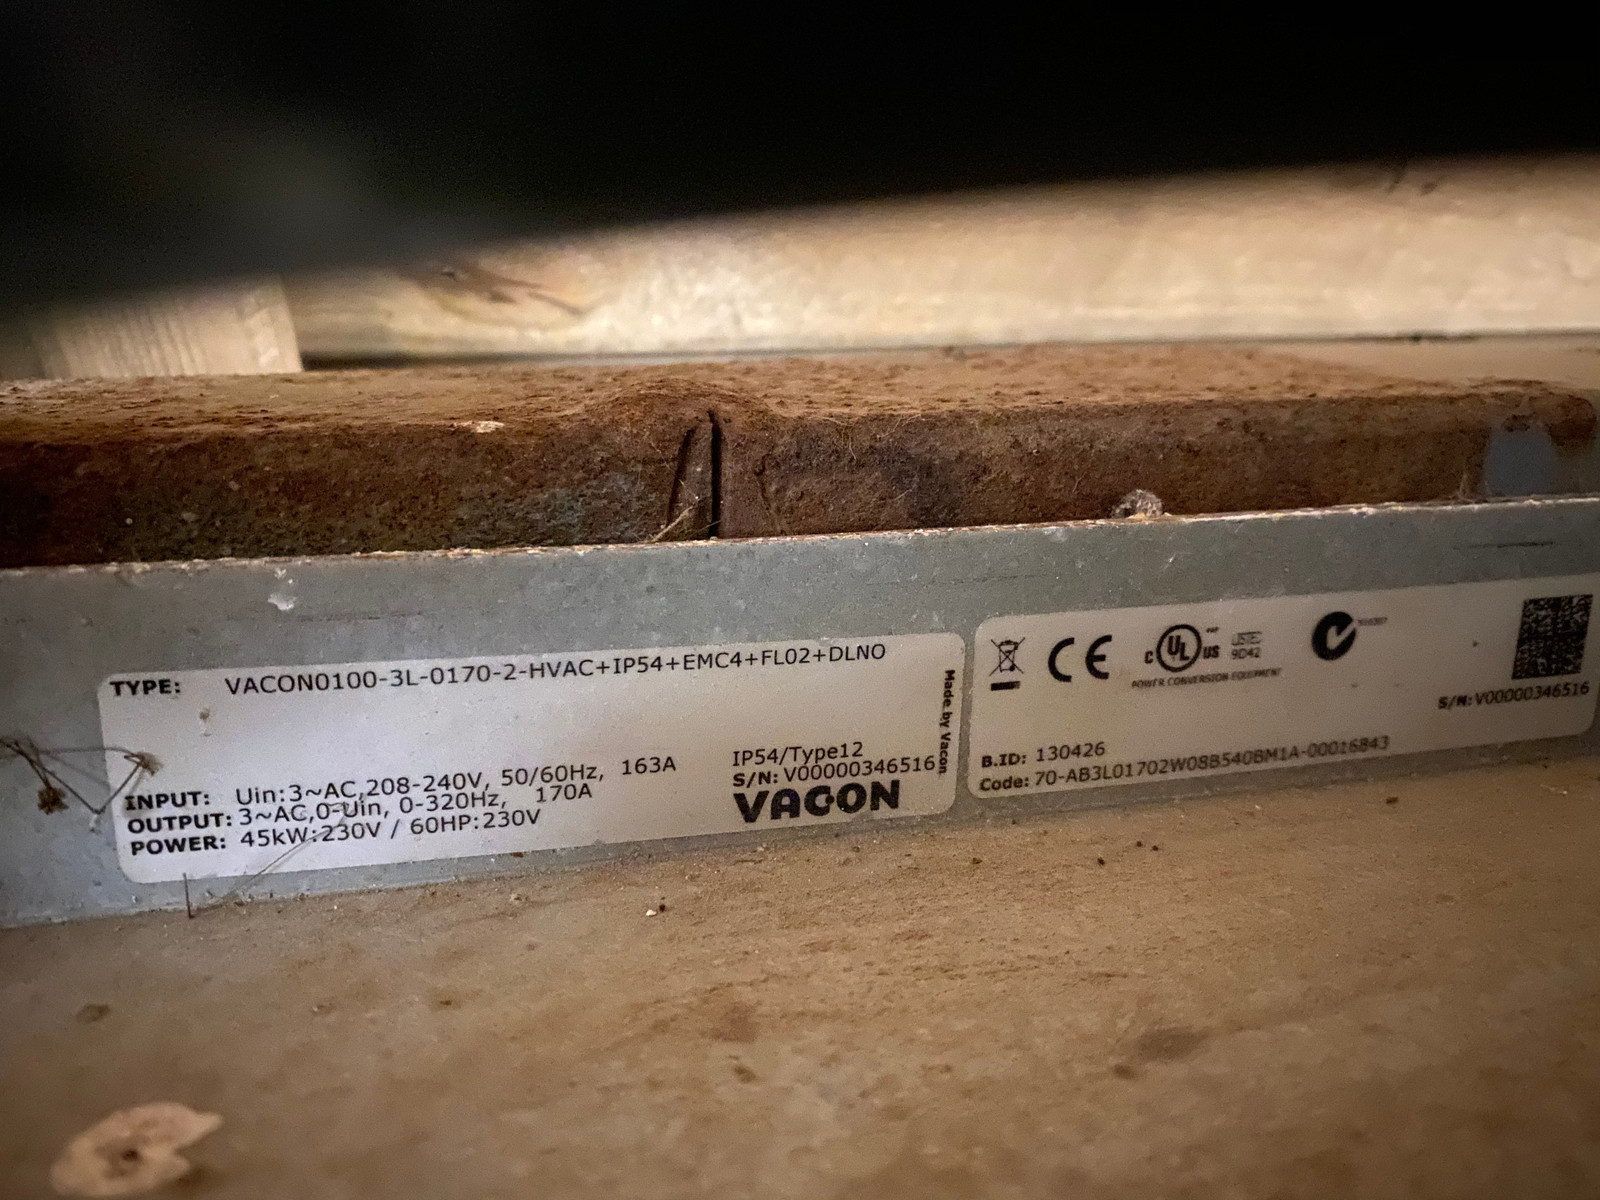 TYPE: VACON0100-3L-0170-2-HVAC+IP54+EMC4+FL02+DLNO
INPUT: Uin:3~AC,208-240V, 50/60Hz, 163A
OUTPUT: 3~AC,0-Uin, 0-320Hz, 170A
POWER: 45kW:230V / 60HP:230V
IP54/Type12
S/N: V00000346516
VACON
Made by Vacon
CE
C UL US
LISTED
9D42
POWER CONVERSION EQUIPMENT
S/N: V00000346516
B.ID: 130426
Code: 70-AB3L01702W08B540BM1A-00016843